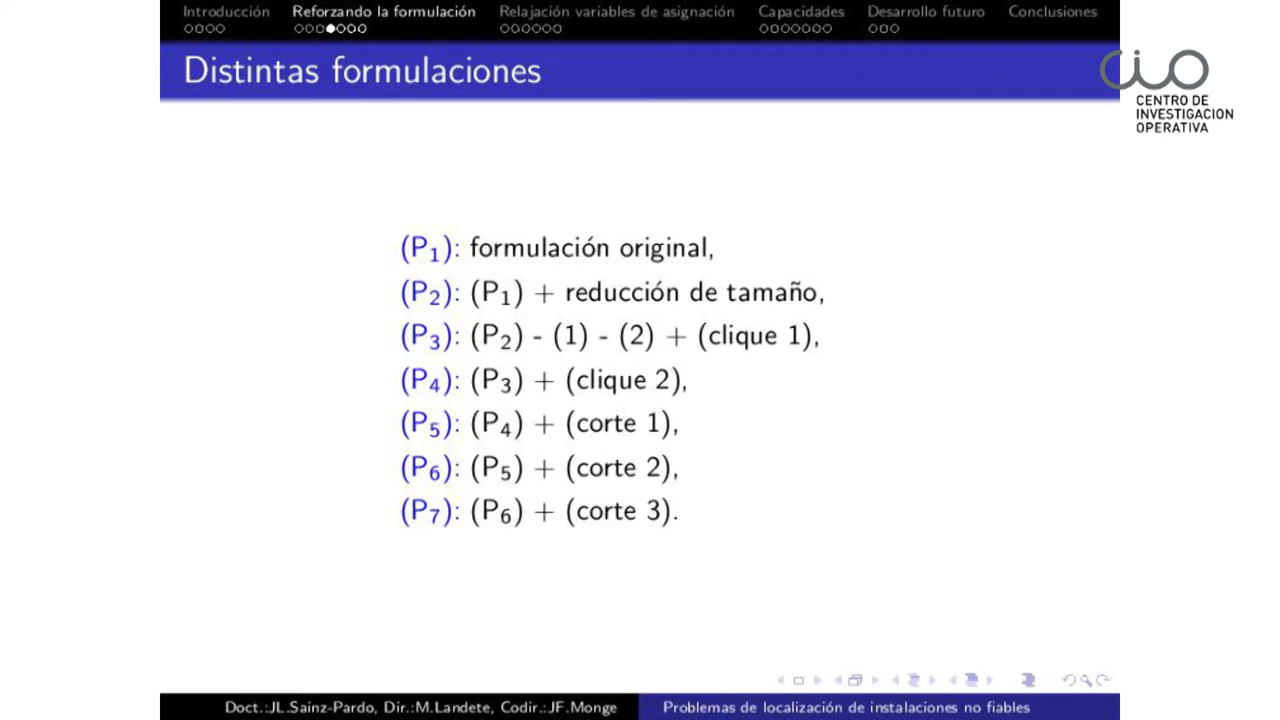 Introducción Reforzando la formulación Relajación variables de asignación Capacidades Desarrollo futuro Conclusiones
Distintas formulaciones
CIO
CENTRO DE
INVESTIGACION
OPERATIVA
(P₁): formulación original,
(P₂): (P₁) + reducción de tamaño,
(P₃): (P₂) - (1) - (2) + (clique 1),
(P₄): (P₃) + (clique 2),
(P₅): (P₄) + (corte 1),
(P₆): (P₅) + (corte 2),
(P₇): (P₆) + (corte 3).
Doct.:JL.Sainz-Pardo, Dir.:M.Landete, Codir.:JF.Monge Problemas de localización de instalaciones no fiables